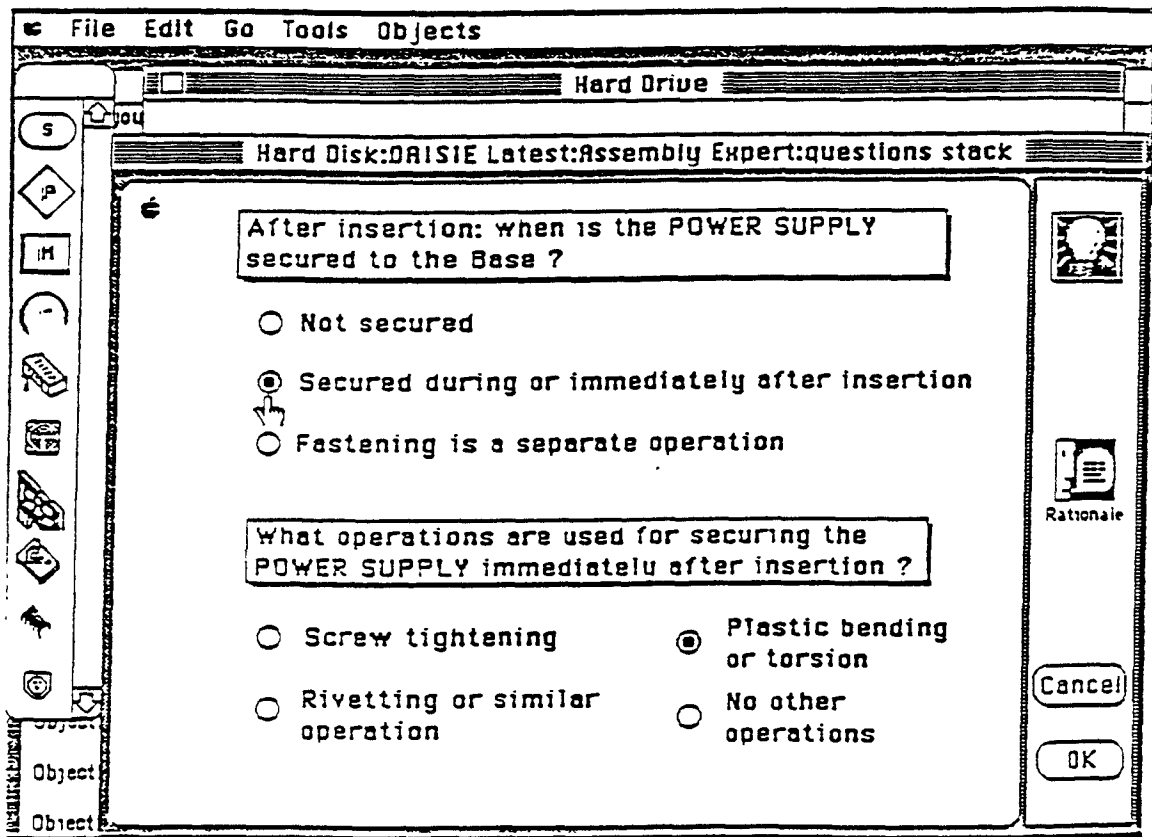 File Edit Go Tools Objects
Hard Drive
you
S
P
M
Hard Disk:DAISIE Latest:Assembly Expert:questions stack
After insertion: when is the POWER SUPPLY
secured to the Base ?
Not secured
Secured during or immediately after insertion
Fastening is a separate operation
Rationale
What operations are used for securing the
POWER SUPPLY immediately after insertion ?
Screw tightening
Plastic bending
or torsion
Rivetting or similar
operation
No other
operations
Cancel
OK
Object
Object
Object